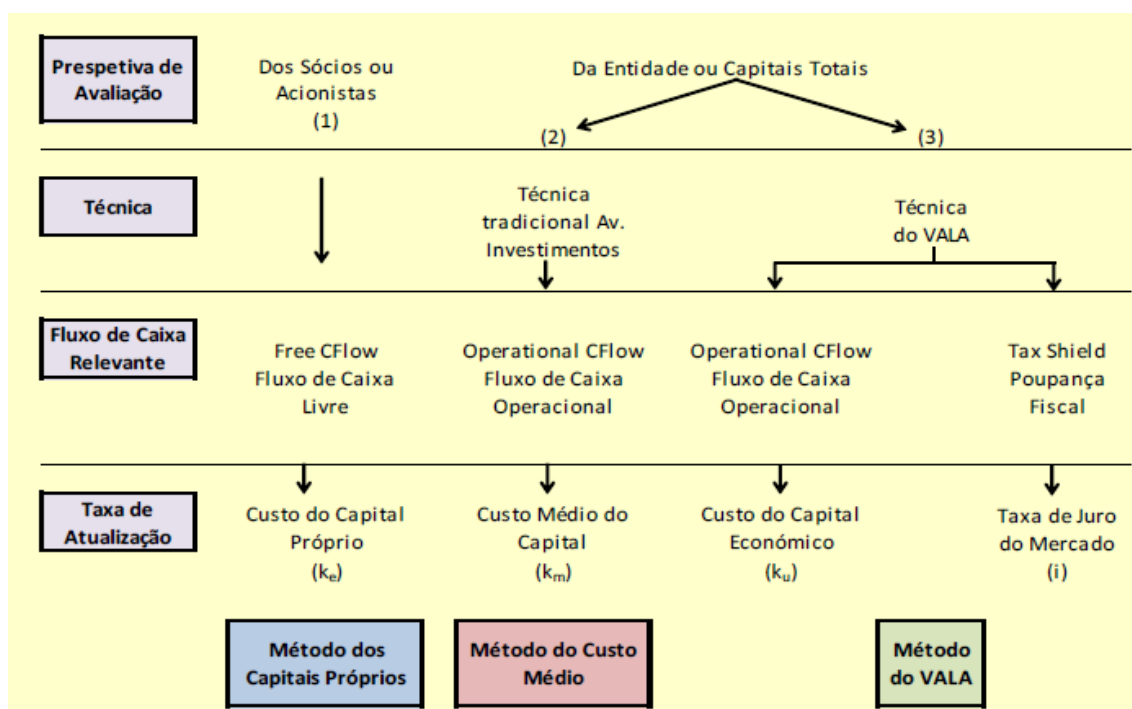 Prespetiva de
Avaliação
Dos Sócios ou
Acionistas
(1)
Da Entidade ou Capitais Totais
(2)
(3)
Técnica
Técnica
tradicional Av.
Investimentos
Técnica
do VALA
Fluxo de Caixa
Relevante
Free CFlow
Fluxo de Caixa
Livre
Operational CFlow
Fluxo de Caixa
Operacional
Operational CFlow
Fluxo de Caixa
Operacional
Tax Shield
Poupança
Fiscal
Taxa de
Atualização
Custo do Capital
Próprio
(ke)
Custo Médio do
Capital
(km)
Custo do Capital
Económico
(ku)
Taxa de Juro
do Mercado
(i)
Método dos
Capitais Próprios
Método do Custo
Médio
Método
do VALA